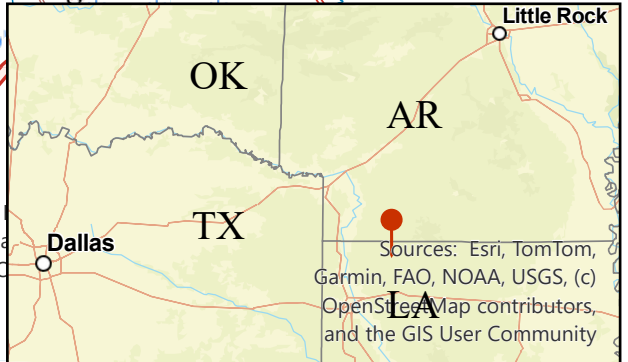 Little Rock
OK
AR
TX
Dallas
Sources: Esri, TomTom,
Garmin, FAO, NOAA, USGS, (c)
OpenStreetMap contributors,
LA
and the GIS User Community